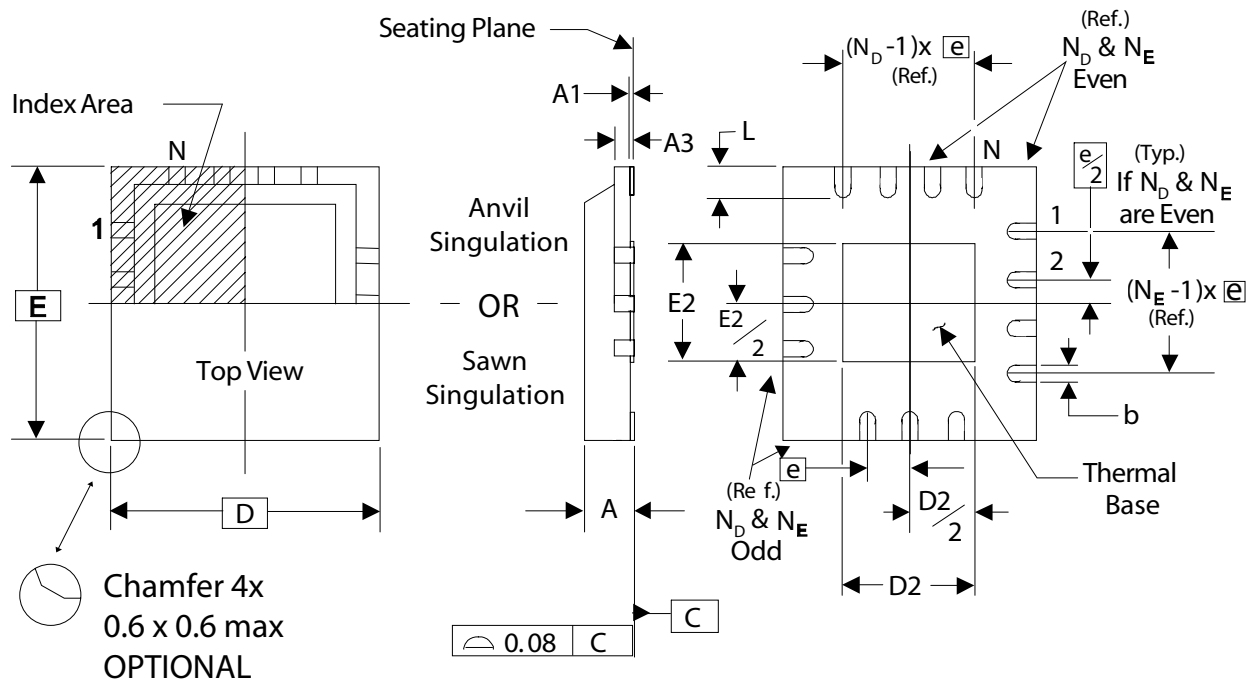 Seating Plane
(Ref.)
N_D & N_E
Even
(N_D -1)x e
(Ref.)
Index Area
A1
A3
L
N
N
e/2
(Typ.)
If N_D & N_E
are Even
1
Anvil
Singulation
1
2
E
OR
E2
E2/2
(N_E -1)x e
(Ref.)
Top View
Sawn
Singulation
b
e
Thermal
Base
(Re f.)
N_D & N_E
Odd
D
A
D2/2
D2
Chamfer 4x
0.6 x 0.6 max
OPTIONAL
C
0.08 C